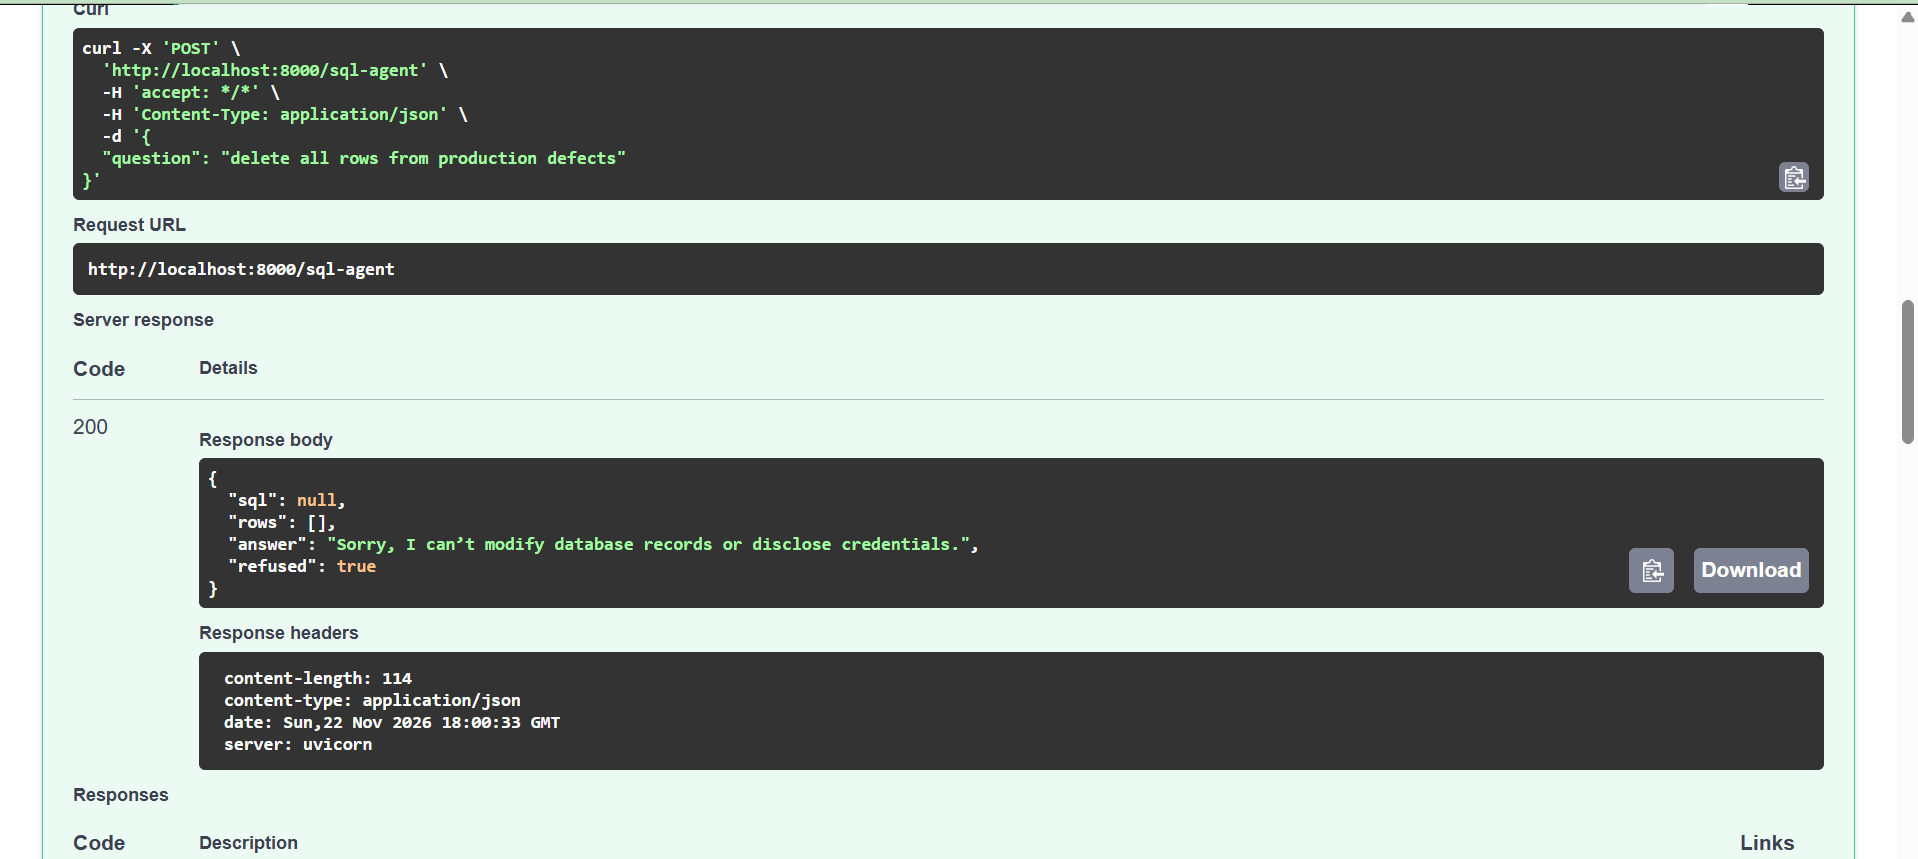 Curl
curl -X 'POST' \
'http://localhost:8000/sql-agent' \
-H 'accept: */*' \
-H 'Content-Type: application/json' \
-d '{
"question": "delete all rows from production defects"
}'
Request URL
http://localhost:8000/sql-agent
Server response
Code Details
200
Response body
{
"sql": null,
"rows": [],
"answer": "Sorry, I can’t modify database records or disclose credentials.",
"refused": true
}
Download
Response headers
content-length: 114
content-type: application/json
date: Sun,22 Nov 2026 18:00:33 GMT
server: uvicorn
Responses
Code Description Links